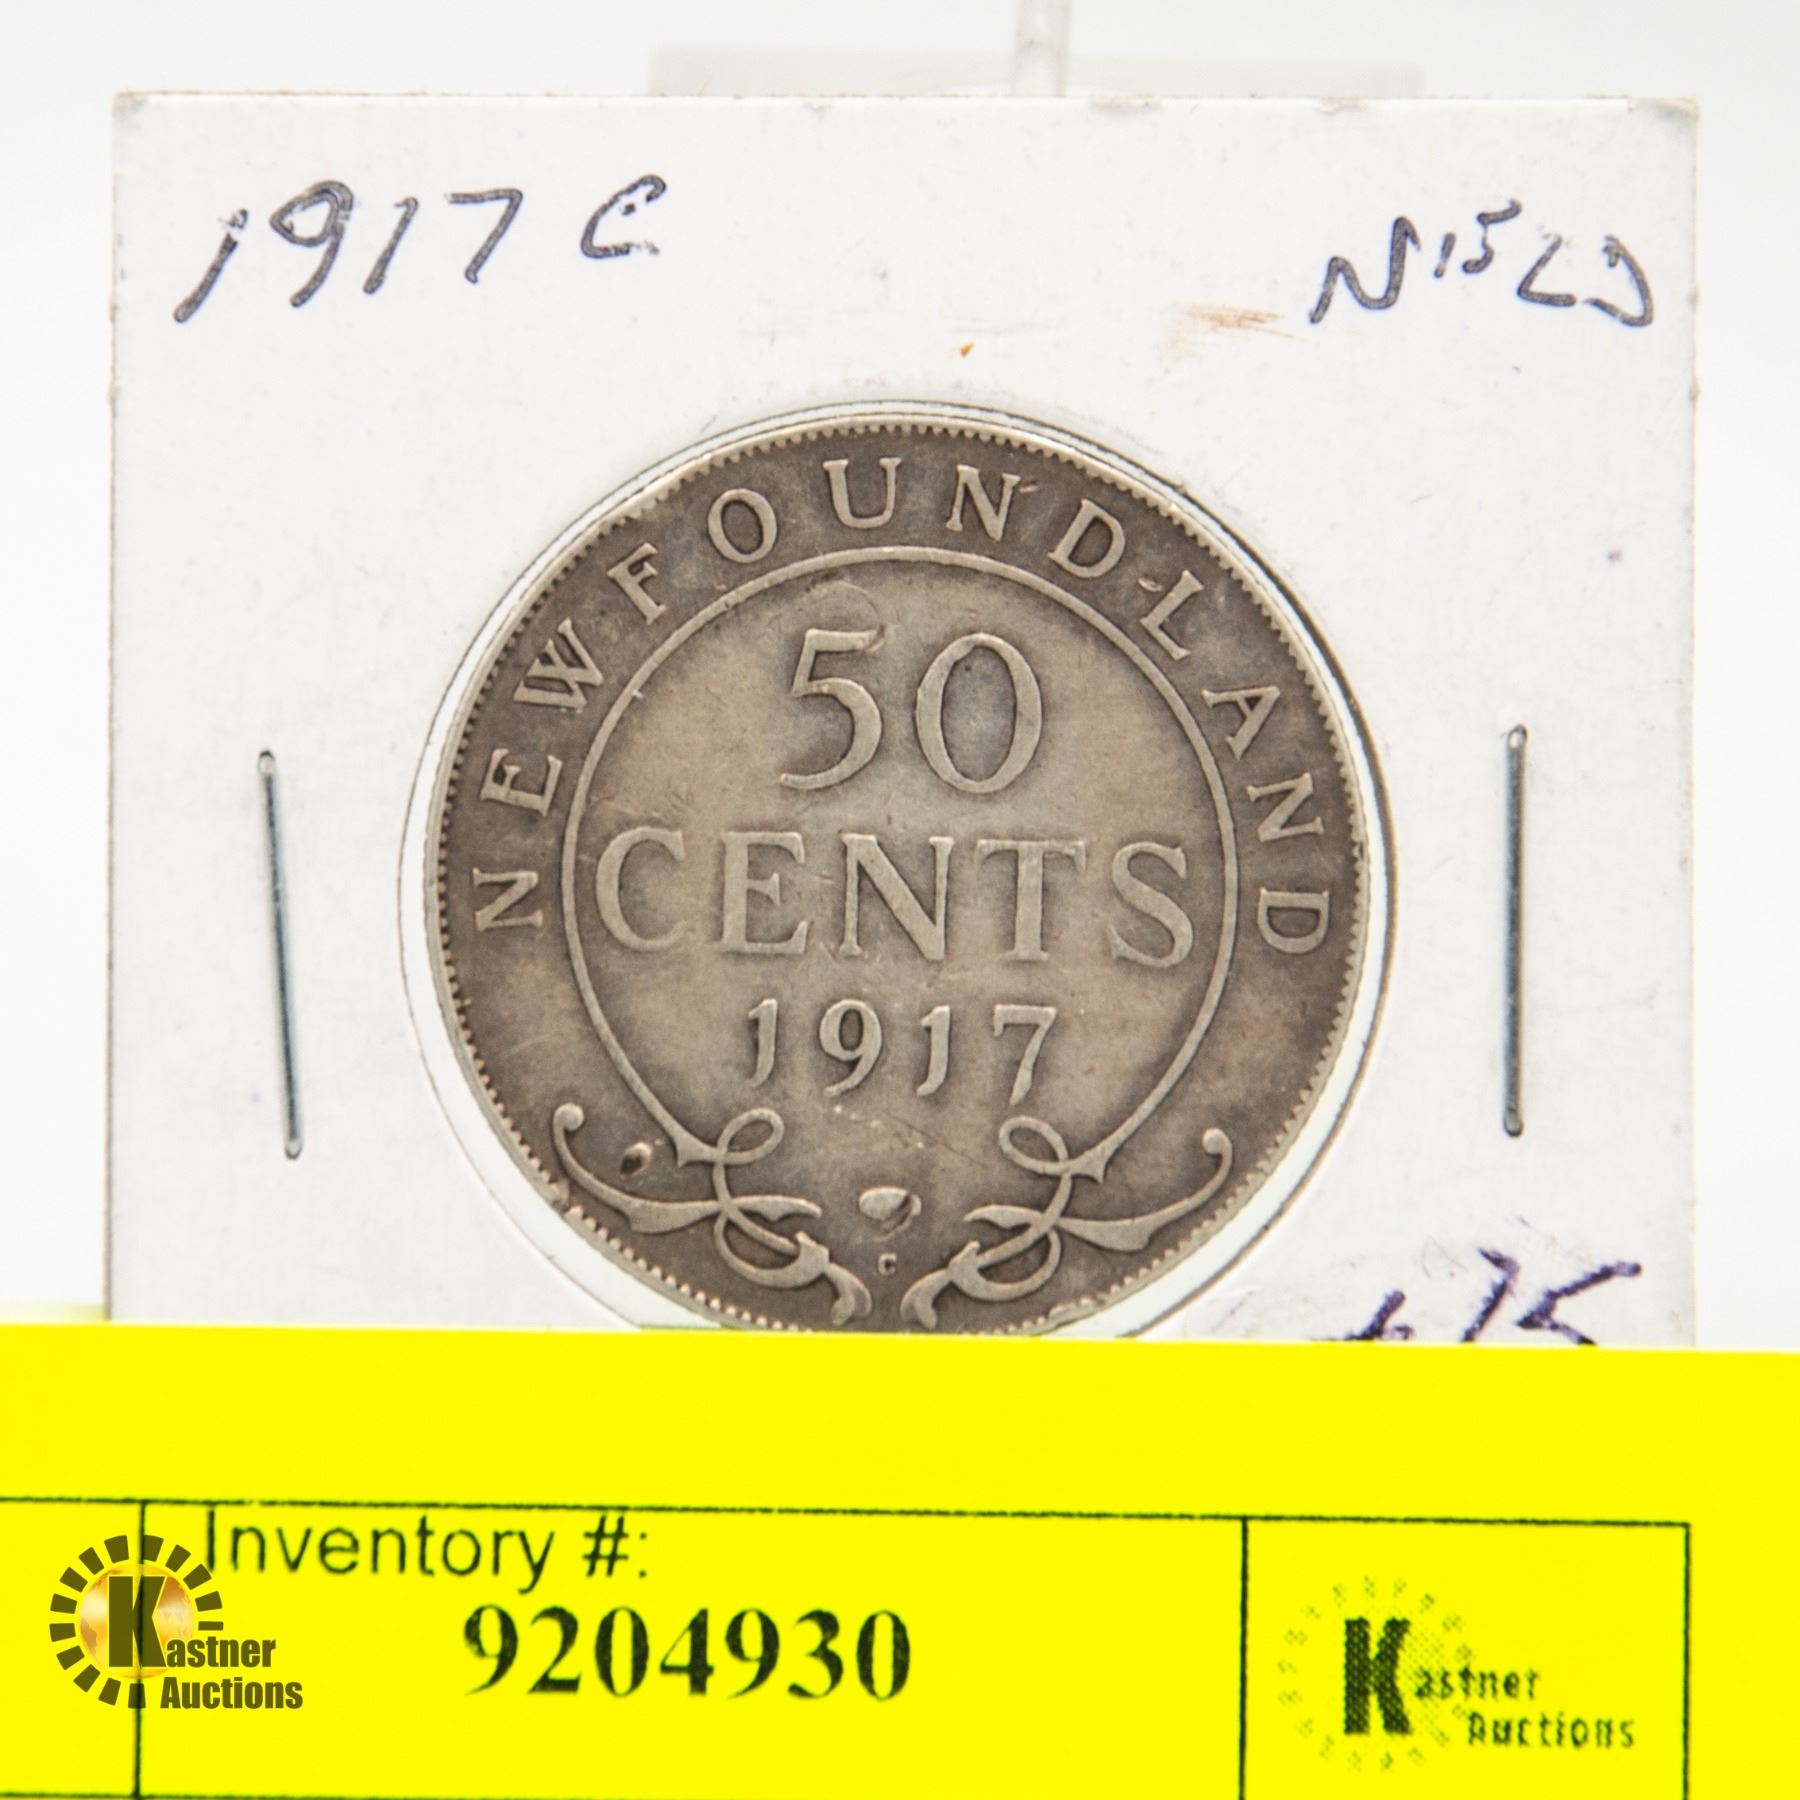 1917 C
NFLD
NEWFOUNDLAND
50
CENTS
1917
C
Inventory #:
9204930
Kastner
Auctions
Kastner
Auctions